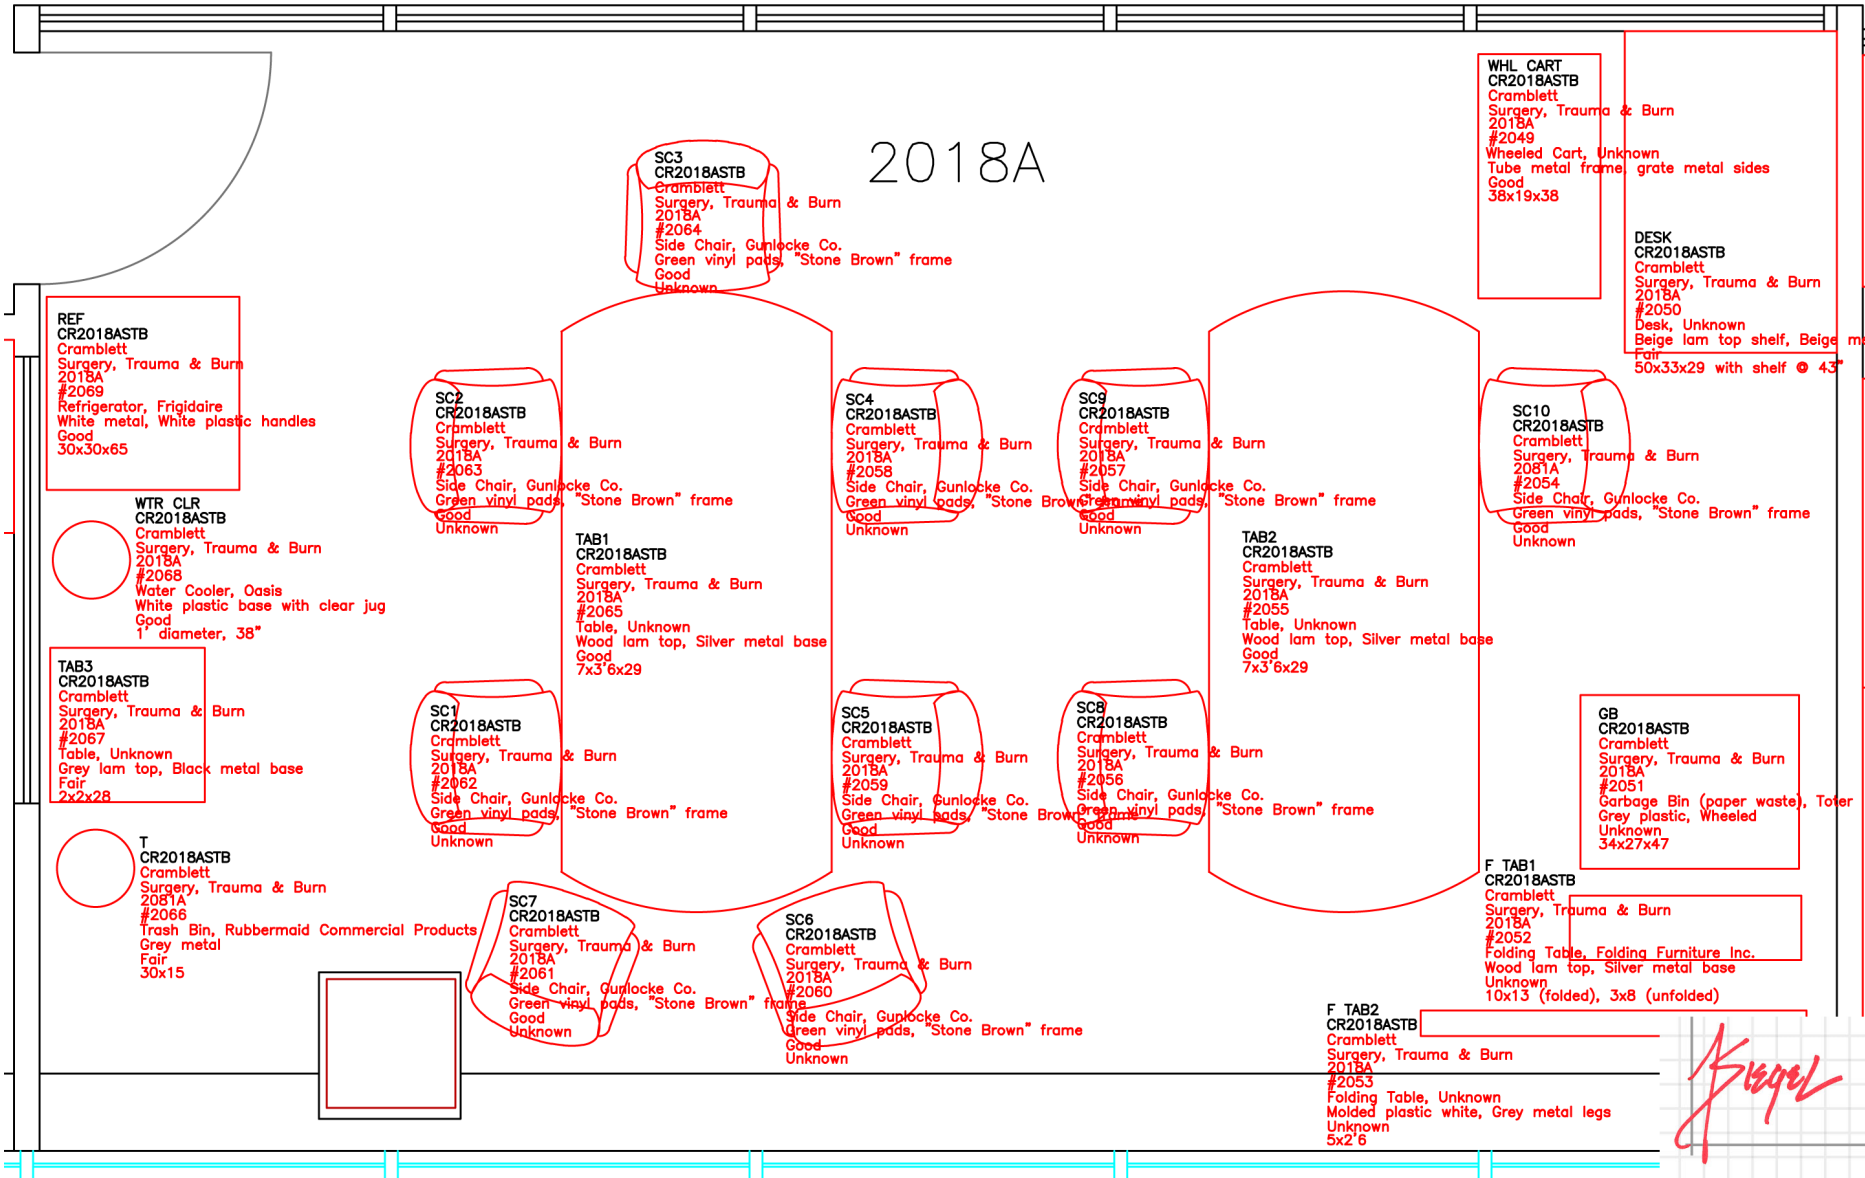 2018A
WHL CART
CR2018ASTB
Cramblett
Surgery, Trauma & Burn
2018A
#2049
Wheeled Cart, Unknown
Tube metal frame, grate metal sides
Good
38x19x38
DESK
CR2018ASTB
Cramblett
Surgery, Trauma & Burn
2018A
#2050
Desk, Unknown
Beige lam top shelf, Beige
Fair
50x33x29 with shelf @ 43"
SC3
CR2018ASTB
Cramblett
Surgery, Trauma & Burn
2018A
#2064
Side Chair, Gunlocke Co.
Green vinyl pads, "Stone Brown" frame
Good
Unknown
REF
CR2018ASTB
Cramblett
Surgery, Trauma & Burn
2018A
#2069
Refrigerator, Frigidaire
White metal, White plastic handles
Good
30x30x65
SC2
CR2018ASTB
Cramblett
Surgery, Trauma & Burn
2018A
#2063
Side Chair, Gunlocke Co.
Green vinyl pads, "Stone Brown" frame
Good
Unknown
SC4
CR2018ASTB
Cramblett
Surgery, Trauma & Burn
2018A
#2058
Side Chair, Gunlocke Co.
Green vinyl pads, "Stone Brown" frame
Good
Unknown
SC9
CR2018ASTB
Cramblett
Surgery, Trauma & Burn
2018A
#2057
Side Chair, Gunlocke Co.
Green vinyl pads, "Stone Brown" frame
Good
Unknown
SC10
CR2018ASTB
Cramblett
Surgery, Trauma & Burn
2081A
#2054
Side Chair, Gunlocke Co.
Green vinyl pads, "Stone Brown" frame
Good
Unknown
WTR CLR
CR2018ASTB
Cramblett
Surgery, Trauma & Burn
2018A
#2068
Water Cooler, Oasis
White plastic base with clear jug
Good
1' diameter, 38"
TAB1
CR2018ASTB
Cramblett
Surgery, Trauma & Burn
2018A
#2065
Table, Unknown
Wood lam top, Silver metal base
Good
7x3'6x29
TAB2
CR2018ASTB
Cramblett
Surgery, Trauma & Burn
2018A
#2055
Table, Unknown
Wood lam top, Silver metal base
Good
7x3'6x29
TAB3
CR2018ASTB
Cramblett
Surgery, Trauma & Burn
2018A
#2067
Table, Unknown
Grey lam top, Black metal base
Fair
2x2x28
SC1
CR2018ASTB
Cramblett
Surgery, Trauma & Burn
2018A
#2062
Side Chair, Gunlocke Co.
Green vinyl pads, "Stone Brown" frame
Good
Unknown
SC5
CR2018ASTB
Cramblett
Surgery, Trauma & Burn
2018A
#2059
Side Chair, Gunlocke Co.
Green vinyl pads, "Stone Brown" frame
Good
Unknown
SC8
CR2018ASTB
Cramblett
Surgery, Trauma & Burn
2018A
#2056
Side Chair, Gunlocke Co.
Green vinyl pads, "Stone Brown" frame
Good
Unknown
GB
CR2018ASTB
Cramblett
Surgery, Trauma & Burn
2018A
#2051
Garbage Bin (paper waste), Toter
Grey plastic, Wheeled
Unknown
34x27x47
T
CR2018ASTB
Cramblett
Surgery, Trauma & Burn
2081A
#2066
Trash Bin, Rubbermaid Commercial Products
Grey metal
Fair
30x15
SC7
CR2018ASTB
Cramblett
Surgery, Trauma & Burn
2018A
#2061
Side Chair, Gunlocke Co.
Green vinyl pads, "Stone Brown" frame
Good
Unknown
SC6
CR2018ASTB
Cramblett
Surgery, Trauma & Burn
2018A
#2060
Side Chair, Gunlocke Co.
Green vinyl pads, "Stone Brown" frame
Good
Unknown
F TAB1
CR2018ASTB
Cramblett
Surgery, Trauma & Burn
2018A
#2052
Folding Table, Folding Furniture Inc.
Wood lam top, Silver metal base
Unknown
10x13 (folded), 3x8 (unfolded)
F TAB2
CR2018ASTB
Cramblett
Surgery, Trauma & Burn
2018A
#2053
Folding Table, Unknown
Molded plastic white, Grey metal legs
Unknown
5x2'6